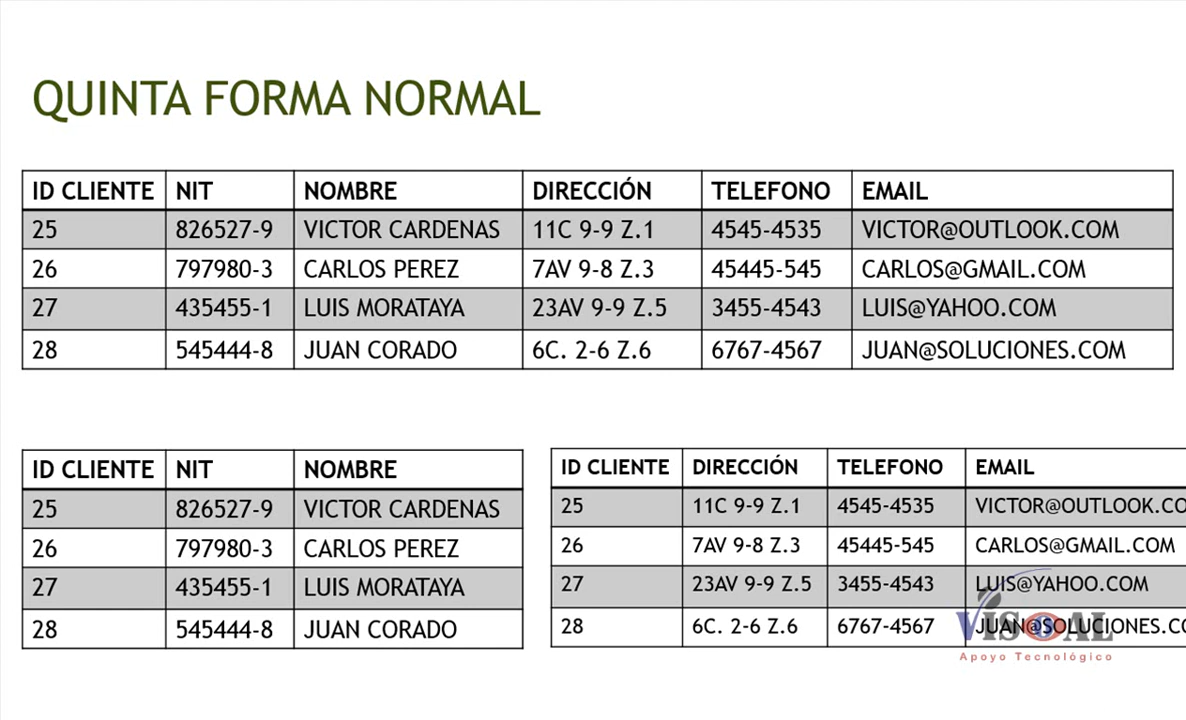 QUINTA FORMA NORMAL
ID CLIENTE NIT NOMBRE DIRECCIÓN TELEFONO EMAIL
25 826527-9 VICTOR CARDENAS 11C 9-9 Z.1 4545-4535 VICTOR@OUTLOOK.COM
26 797980-3 CARLOS PEREZ 7AV 9-8 Z.3 45445-545 CARLOS@GMAIL.COM
27 435455-1 LUIS MORATAYA 23AV 9-9 Z.5 3455-4543 LUIS@YAHOO.COM
28 545444-8 JUAN CORADO 6C. 2-6 Z.6 6767-4567 JUAN@SOLUCIONES.COM
ID CLIENTE NIT NOMBRE
25 826527-9 VICTOR CARDENAS
26 797980-3 CARLOS PEREZ
27 435455-1 LUIS MORATAYA
28 545444-8 JUAN CORADO
ID CLIENTE DIRECCIÓN TELEFONO EMAIL
25 11C 9-9 Z.1 4545-4535 VICTOR@OUTLOOK.CO
26 7AV 9-8 Z.3 45445-545 CARLOS@GMAIL.COM
27 23AV 9-9 Z.5 3455-4543 LUIS@YAHOO.COM
28 6C. 2-6 Z.6 6767-4567 JUAN@SOLUCIONES.CO
Apoyo Tecnológico